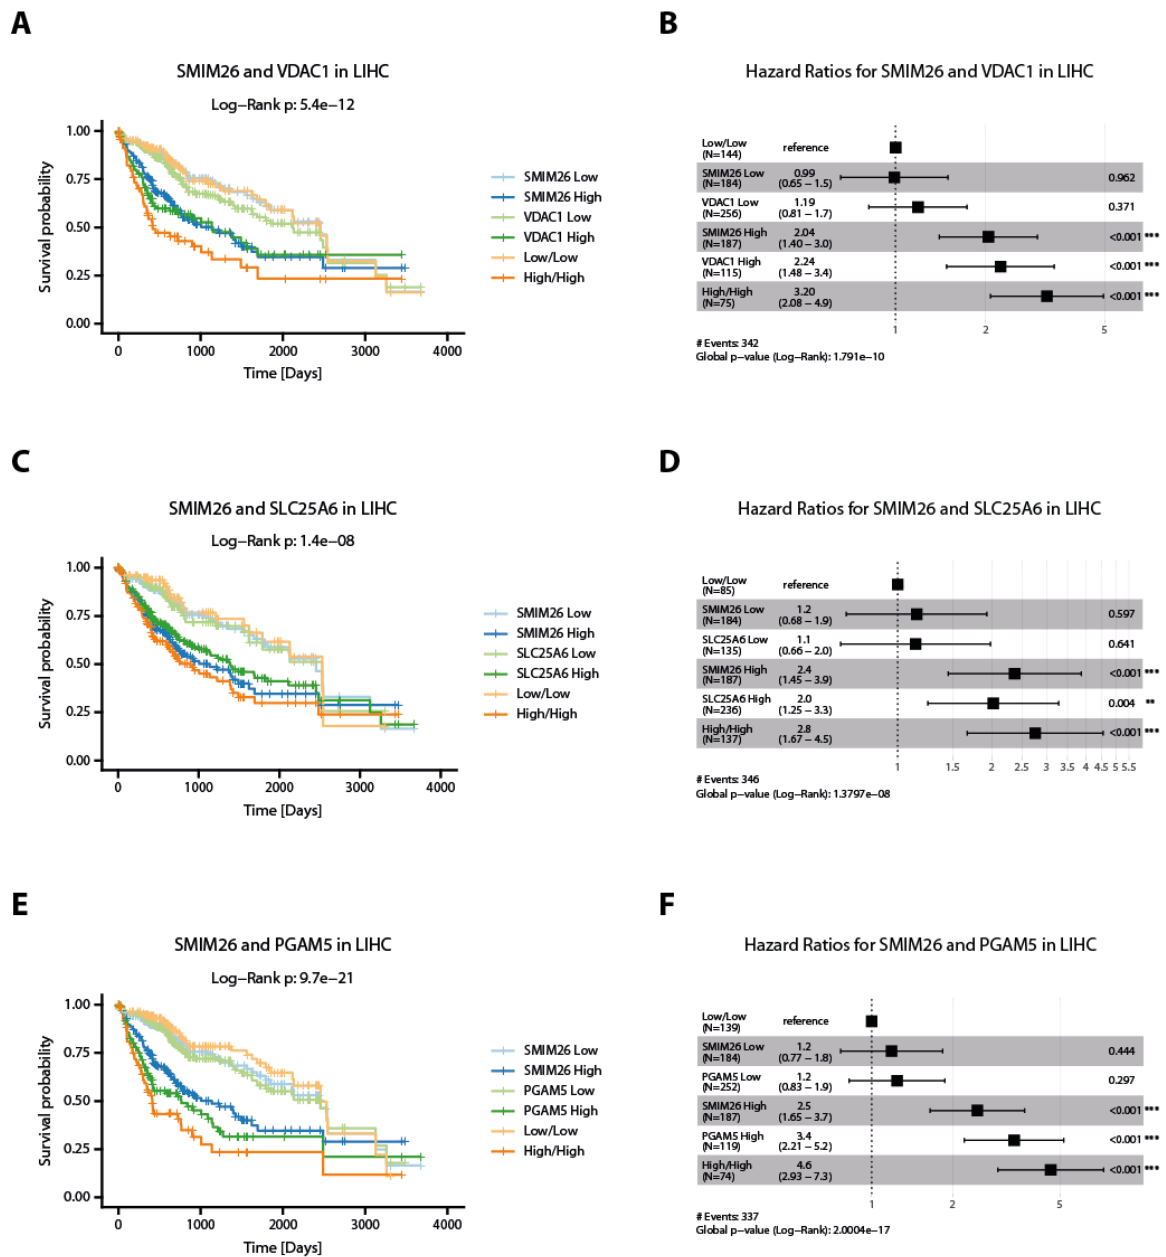 A
SMIM26 and VDAC1 in LIHC
Log−Rank p: 5.4e−12
Survival probability
1.00
0.75
0.50
0.25
0.00
0 1000 2000 3000 4000
Time [Days]
SMIM26 Low
SMIM26 High
VDAC1 Low
VDAC1 High
Low/Low
High/High
B
Hazard Ratios for SMIM26 and VDAC1 in LIHC
Low/Low
(N=144) reference
SMIM26 Low 0.99
(N=184) (0.65 − 1.5) 0.962
VDAC1 Low 1.19
(N=256) (0.81 − 1.7) 0.371
SMIM26 High 2.04
(N=187) (1.40 − 3.0) <0.001 ***
VDAC1 High 2.24
(N=115) (1.48 − 3.4) <0.001 ***
High/High 3.20
(N=75) (2.08 − 4.9) <0.001 ***
1 2 5
# Events: 342
Global p−value (Log−Rank): 1.791e−10
C
SMIM26 and SLC25A6 in LIHC
Log−Rank p: 1.4e−08
Survival probability
1.00
0.75
0.50
0.25
0.00
0 1000 2000 3000 4000
Time [Days]
SMIM26 Low
SMIM26 High
SLC25A6 Low
SLC25A6 High
Low/Low
High/High
D
Hazard Ratios for SMIM26 and SLC25A6 in LIHC
Low/Low
(N=85) reference
SMIM26 Low 1.2
(N=184) (0.68 − 1.9) 0.597
SLC25A6 Low 1.1
(N=135) (0.66 − 2.0) 0.641
SMIM26 High 2.4
(N=187) (1.45 − 3.9) <0.001 ***
SLC25A6 High 2.0
(N=236) (1.25 − 3.3) 0.004 **
High/High 2.8
(N=137) (1.67 − 4.5) <0.001 ***
1 1.5 2 2.5 3 3.5 4 4.5 5 5.5
# Events: 346
Global p−value (Log−Rank): 1.3797e−08
E
SMIM26 and PGAM5 in LIHC
Log−Rank p: 9.7e−21
Survival probability
1.00
0.75
0.50
0.25
0.00
0 1000 2000 3000 4000
Time [Days]
SMIM26 Low
SMIM26 High
PGAM5 Low
PGAM5 High
Low/Low
High/High
F
Hazard Ratios for SMIM26 and PGAM5 in LIHC
Low/Low
(N=139) reference
SMIM26 Low 1.2
(N=184) (0.77 − 1.8) 0.444
PGAM5 Low 1.2
(N=252) (0.83 − 1.9) 0.297
SMIM26 High 2.5
(N=187) (1.65 − 3.7) <0.001 ***
PGAM5 High 3.4
(N=119) (2.21 − 5.2) <0.001 ***
High/High 4.6
(N=74) (2.93 − 7.3) <0.001 ***
1 2 5
# Events: 337
Global p−value (Log−Rank): 2.0004e−17